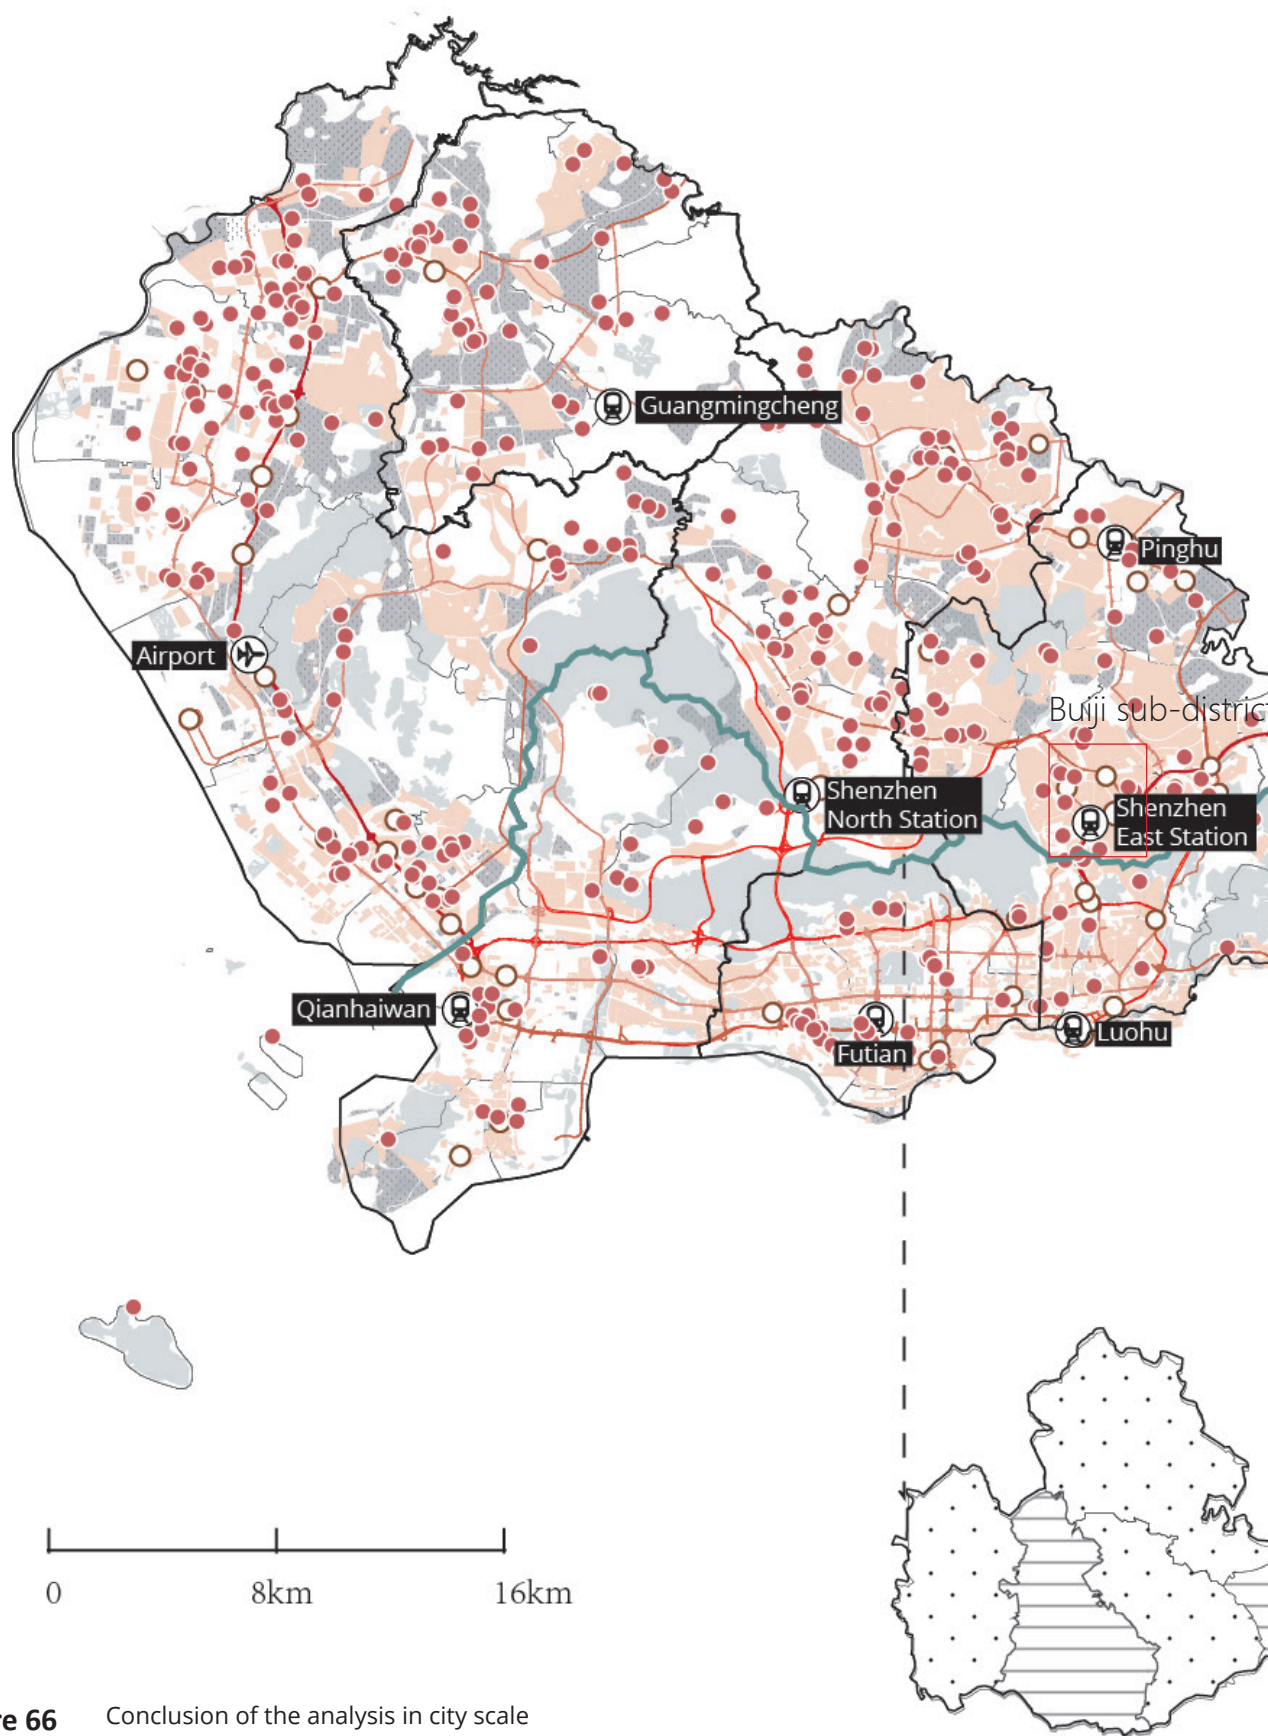 Guangmingcheng
Pinghu
Airport
Buiji sub-distric
Shenzhen
North Station
Shenzhen
East Station
Qianhaiwan
Futian
Luohu
0 8km 16km
re 66 Conclusion of the analysis in city scale